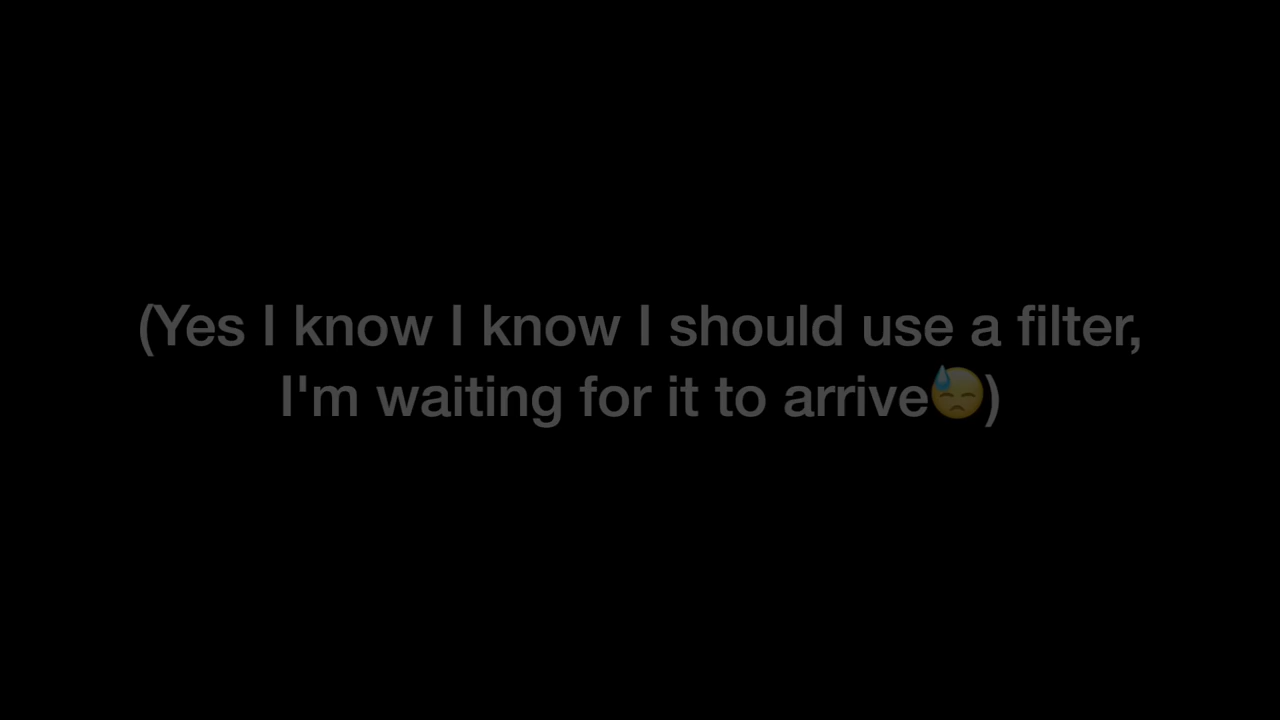 (Yes I know I know I should use a filter,
I'm waiting for it to arrive😓)